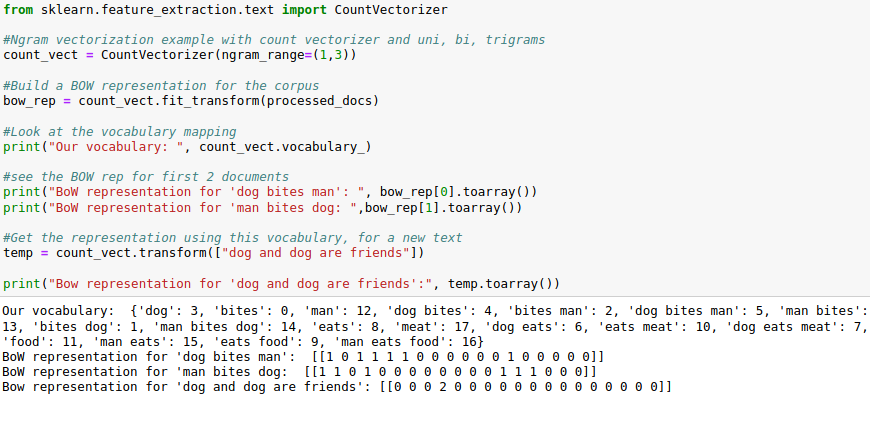 from sklearn.feature_extraction.text import CountVectorizer
#Ngram vectorization example with count vectorizer and uni, bi, trigrams
count_vect = CountVectorizer(ngram_range=(1,3))
#Build a BOW representation for the corpus
bow_rep = count_vect.fit_transform(processed_docs)
#Look at the vocabulary mapping
print("Our vocabulary: ", count_vect.vocabulary_)
#see the BOW rep for first 2 documents
print("BoW representation for 'dog bites man': ", bow_rep[0].toarray())
print("BoW representation for 'man bites dog: ",bow_rep[1].toarray())
#Get the representation using this vocabulary, for a new text
temp = count_vect.transform(["dog and dog are friends"])
print("Bow representation for 'dog and dog are friends':", temp.toarray())
Our vocabulary:  {'dog': 3, 'bites': 0, 'man': 12, 'dog bites': 4, 'bites man': 2, 'dog bites man': 5, 'man bites':
13, 'bites dog': 1, 'man bites dog': 14, 'eats': 8, 'meat': 17, 'dog eats': 6, 'eats meat': 10, 'dog eats meat': 7,
'food': 11, 'man eats': 15, 'eats food': 9, 'man eats food': 16}
BoW representation for 'dog bites man':  [[1 0 1 1 1 1 0 0 0 0 0 0 1 0 0 0 0 0]]
BoW representation for 'man bites dog:  [[1 1 0 1 0 0 0 0 0 0 0 0 1 1 1 0 0 0]]
Bow representation for 'dog and dog are friends': [[0 0 0 2 0 0 0 0 0 0 0 0 0 0 0 0 0 0]]